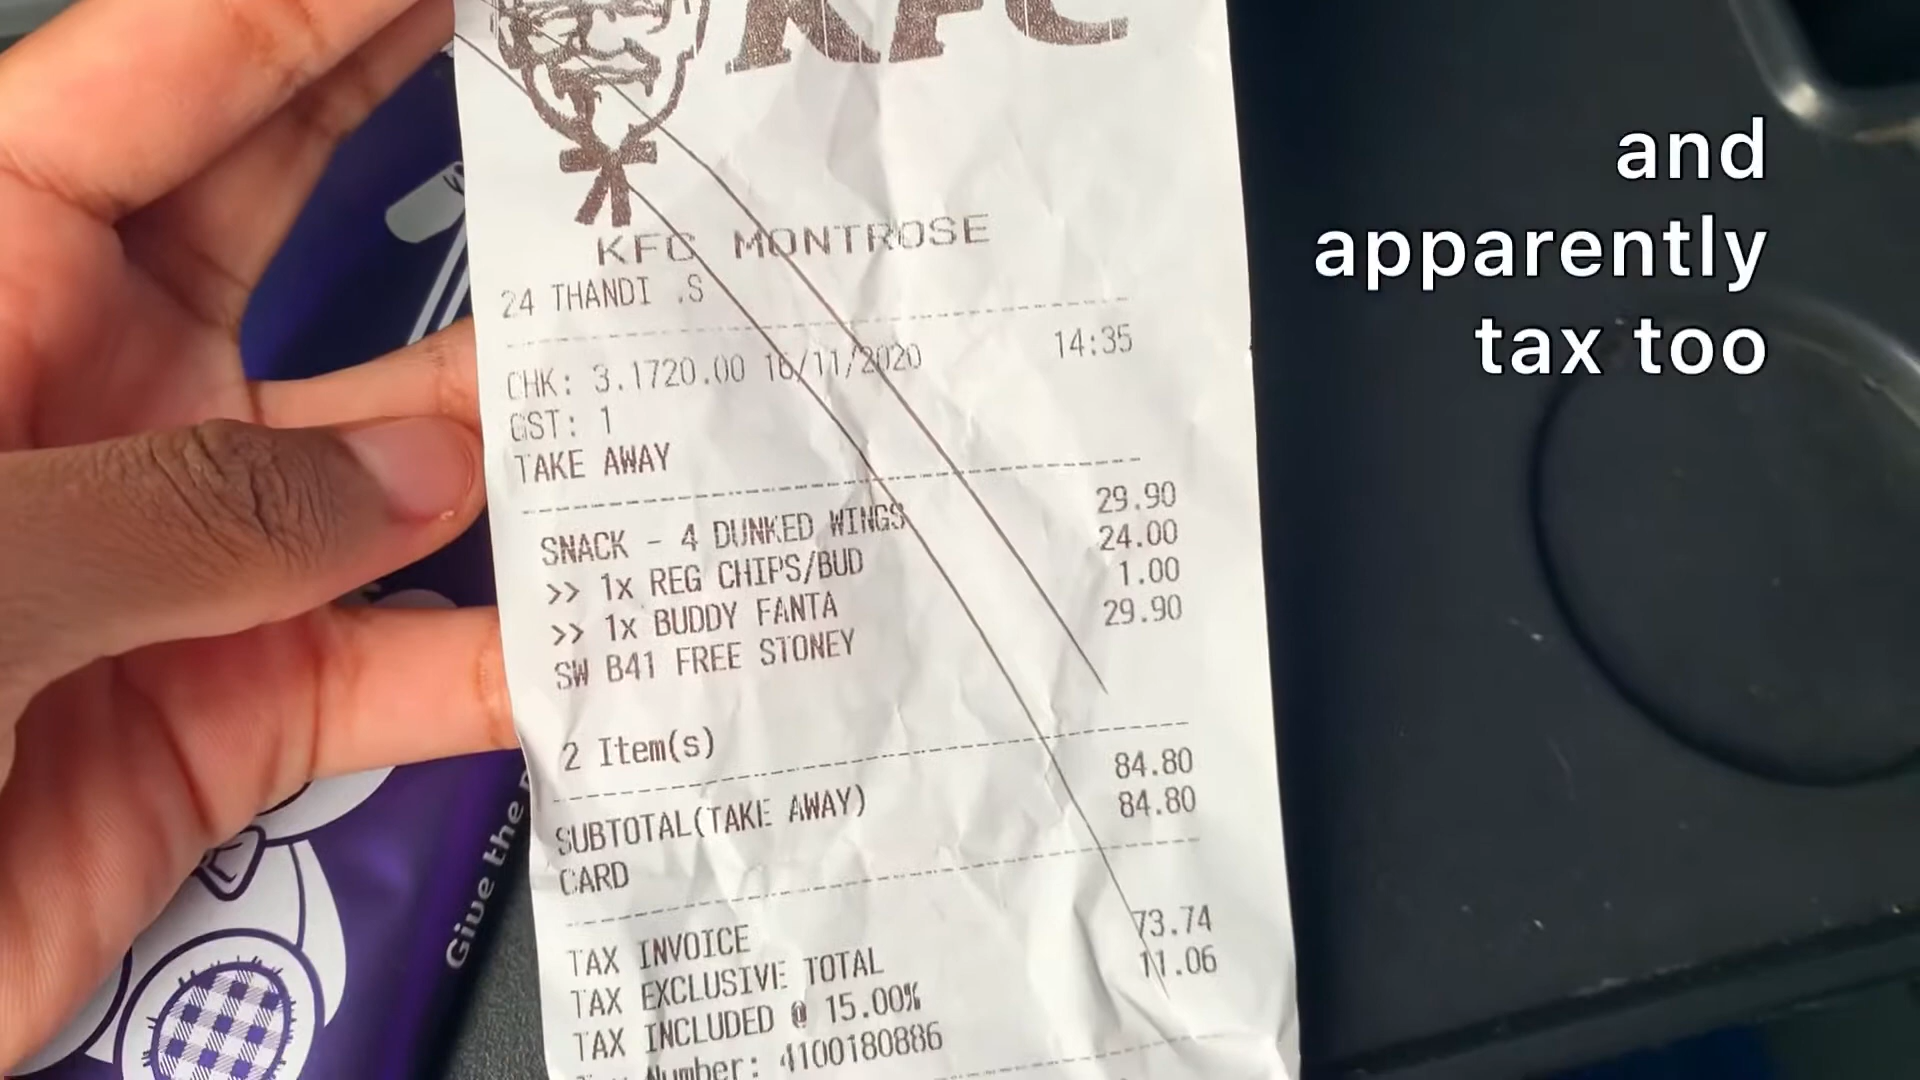 KFC
KFC MONTROSE
24 THANDI .S
CHK: 3.1720.00 16/11/2020 14:35
GST: 1
TAKE AWAY
SNACK - 4 DUNKED WINGS 29.90
>> 1x REG CHIPS/BUD 24.00
>> 1x BUDDY FANTA 1.00
SW B41 FREE STONEY 29.90
2 Item(s)
SUBTOTAL(TAKE AWAY) 84.80
CARD 84.80
TAX INVOICE
TAX EXCLUSIVE TOTAL 73.74
TAX INCLUDED @ 15.00% 11.06
Number: 4100180886
Give the
and
apparently
tax too